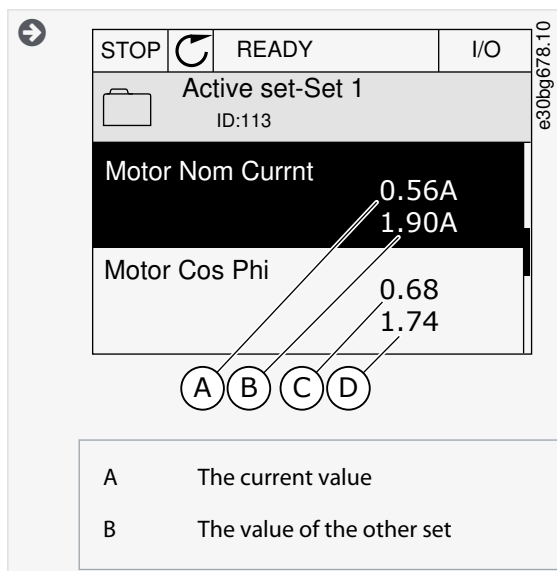 STOP READY I/O
Active set-Set 1
ID:113
Motor Nom Currnt
0.56A
1.90A
Motor Cos Phi
0.68
1.74
A B C D
e30bg678.10
A The current value
B The value of the other set